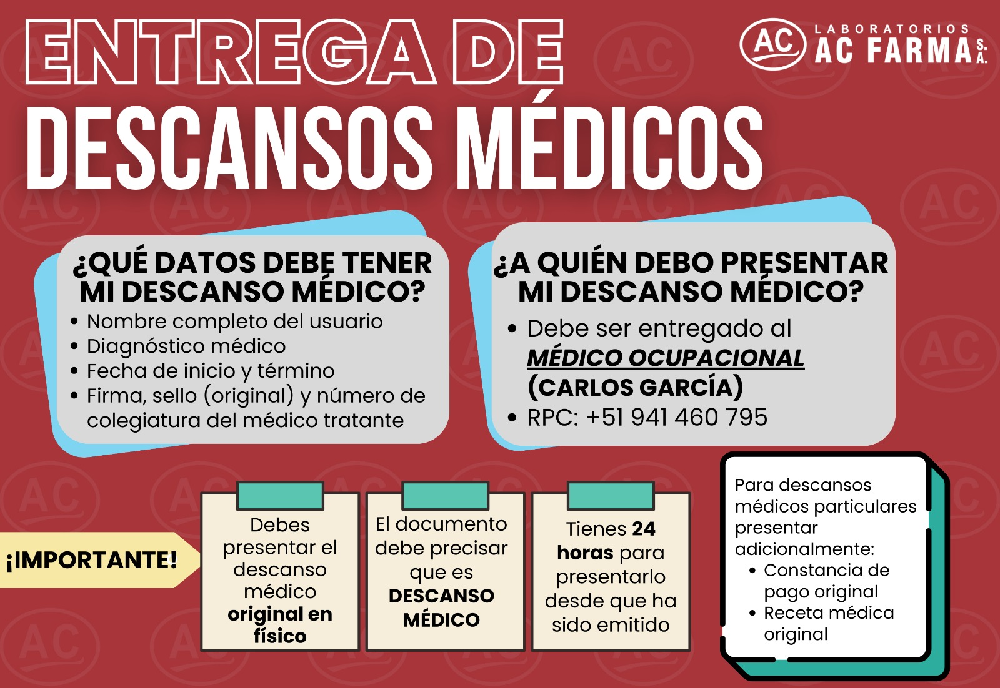 ENTREGA DE
AC LABORATORIOS
AC FARMA S.A.
DESCANSOS MÉDICOS
¿QUÉ DATOS DEBE TENER
MI DESCANSO MÉDICO?
• Nombre completo del usuario
• Diagnóstico médico
• Fecha de inicio y término
• Firma, sello (original) y número de
colegiatura del médico tratante
¿A QUIÉN DEBO PRESENTAR
MI DESCANSO MÉDICO?
• Debe ser entregado al
MÉDICO OCUPACIONAL
(CARLOS GARCÍA)
• RPC: +51 941 460 795
¡IMPORTANTE!
Debes
presentar el
descanso
médico
original en
físico
El documento
debe precisar
que es
DESCANSO
MÉDICO
Tienes 24
horas para
presentarlo
desde que ha
sido emitido
Para descansos
médicos particulares
presentar
adicionalmente:
• Constancia de
pago original
• Receta médica
original